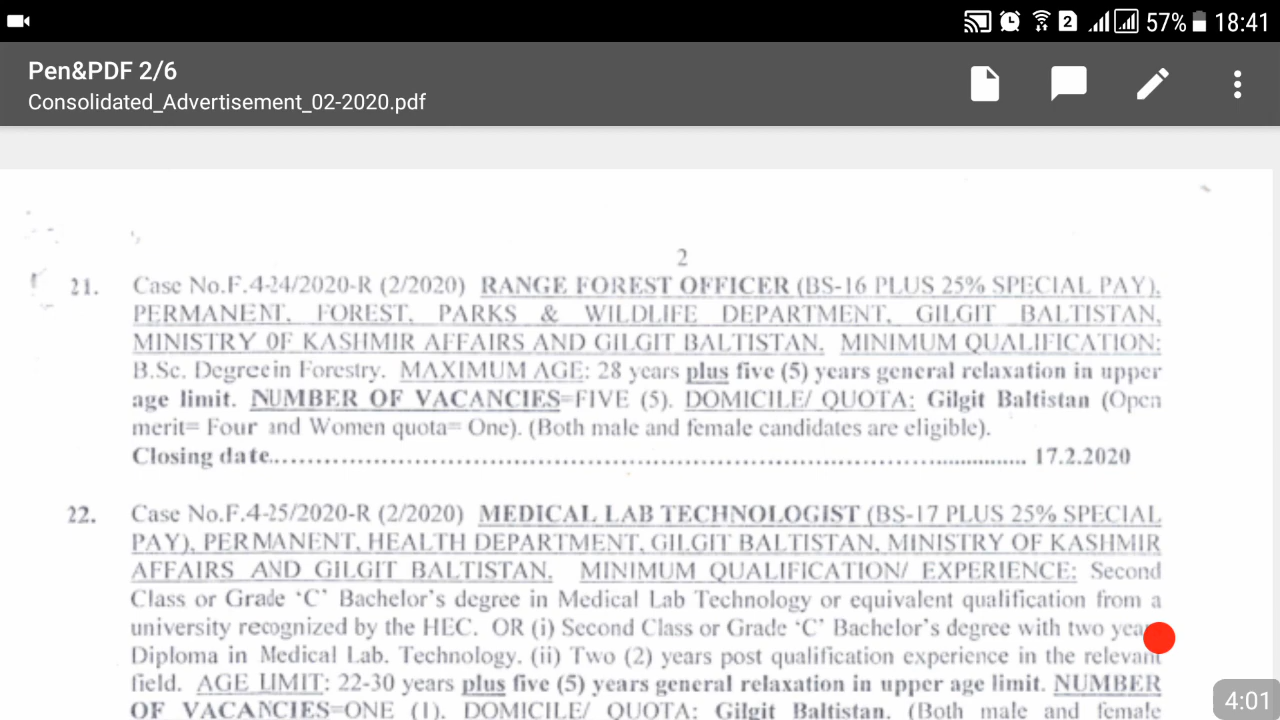 2 57% 18:41
Pen&PDF 2/6
Consolidated_Advertisement_02-2020.pdf
2
21. Case No.F.4-24/2020-R (2/2020) RANGE FOREST OFFICER (BS-16 PLUS 25% SPECIAL PAY),
PERMANENT, FOREST, PARKS & WILDLIFE DEPARTMENT, GILGIT BALTISTAN,
MINISTRY OF KASHMIR AFFAIRS AND GILGIT BALTISTAN. MINIMUM QUALIFICATION:
B.Sc. Degree in Forestry. MAXIMUM AGE: 28 years plus five (5) years general relaxation in upper
age limit. NUMBER OF VACANCIES=FIVE (5). DOMICILE/ QUOTA: Gilgit Baltistan (Open
merit= Four and Women quota= One). (Both male and female candidates are eligible).
Closing date........................................................................................... 17.2.2020
22. Case No.F.4-25/2020-R (2/2020) MEDICAL LAB TECHNOLOGIST (BS-17 PLUS 25% SPECIAL
PAY), PERMANENT, HEALTH DEPARTMENT, GILGIT BALTISTAN, MINISTRY OF KASHMIR
AFFAIRS AND GILGIT BALTISTAN. MINIMUM QUALIFICATION/ EXPERIENCE: Second
Class or Grade 'C' Bachelor's degree in Medical Lab Technology or equivalent qualification from a
university recognized by the HEC. OR (i) Second Class or Grade 'C' Bachelor's degree with two
Diploma in Medical Lab. Technology. (ii) Two (2) years post qualification experience in the relevant
field. AGE LIMIT: 22-30 years plus five (5) years general relaxation in upper age limit. NUMBER
OF VACANCIES=ONE (1). DOMICILE/ QUOTA: Gilgit Baltistan. (Both male and female
4:01